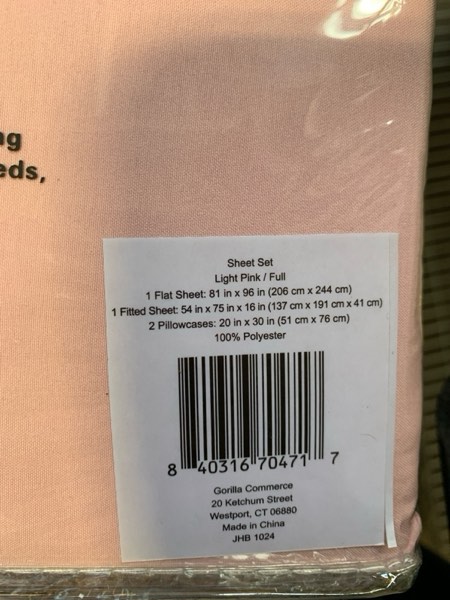 eds,
Sheet Set
Light Pink / Full
1 Flat Sheet: 81 in x 96 in (206 cm x 244 cm)
1 Fitted Sheet: 54 in x 75 in x 16 in (137 cm x 191 cm x 41 cm)
2 Pillowcases: 20 in x 30 in (51 cm x 76 cm)
100% Polyester
8 40316 70471 7
Gorilla Commerce
20 Ketchum Street
Westport, CT 06880
Made in China
JHB 1024